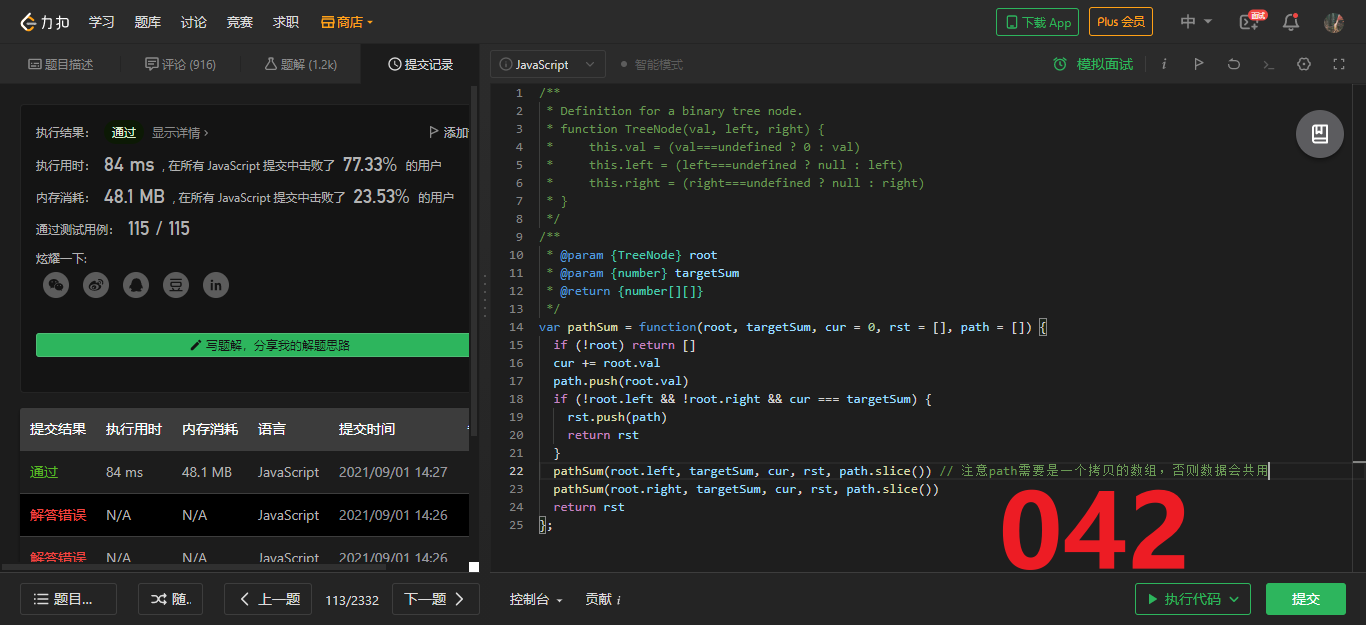 力扣 学习 题库 讨论 竞赛 求职 商店 下载 App Plus 会员 中 面试
题目描述 评论 (916) 题解 (1.2k) 提交记录
执行结果： 通过 显示详情 › 添加
执行用时： 84 ms , 在所有 JavaScript 提交中击败了 77.33% 的用户
内存消耗： 48.1 MB , 在所有 JavaScript 提交中击败了 23.53% 的用户
通过测试用例： 115 / 115
炫耀一下:
豆 in
写题解，分享我的解题思路
提交结果 执行用时 内存消耗 语言 提交时间
通过 84 ms 48.1 MB JavaScript 2021/09/01 14:27
解答错误 N/A N/A JavaScript 2021/09/01 14:26
解答错误 N/A N/A JavaScript 2021/09/01 14:26
题目... 随.. 上一题 113/2332 下一题
JavaScript 智能模式 模拟面试 i
1 /**
2 * Definition for a binary tree node.
3 * function TreeNode(val, left, right) {
4 *     this.val = (val===undefined ? 0 : val)
5 *     this.left = (left===undefined ? null : left)
6 *     this.right = (right===undefined ? null : right)
7 * }
8 */
9 /**
10 * @param {TreeNode} root
11 * @param {number} targetSum
12 * @return {number[][]}
13 */
14 var pathSum = function(root, targetSum, cur = 0, rst = [], path = []) {
15   if (!root) return []
16   cur += root.val
17   path.push(root.val)
18   if (!root.left && !root.right && cur === targetSum) {
19     rst.push(path)
20     return rst
21   }
22   pathSum(root.left, targetSum, cur, rst, path.slice()) // 注意path需要是一个拷贝的数组，否则数据会共用
23   pathSum(root.right, targetSum, cur, rst, path.slice())
24   return rst
25 };
042
控制台 贡献 i 执行代码 提交